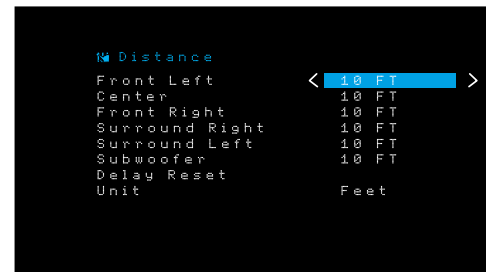 Distance
Front Left < 10 FT >
Center 10 FT
Front Right 10 FT
Surround Right 10 FT
Surround Left 10 FT
Subwoofer 10 FT
Delay Reset
Unit Feet